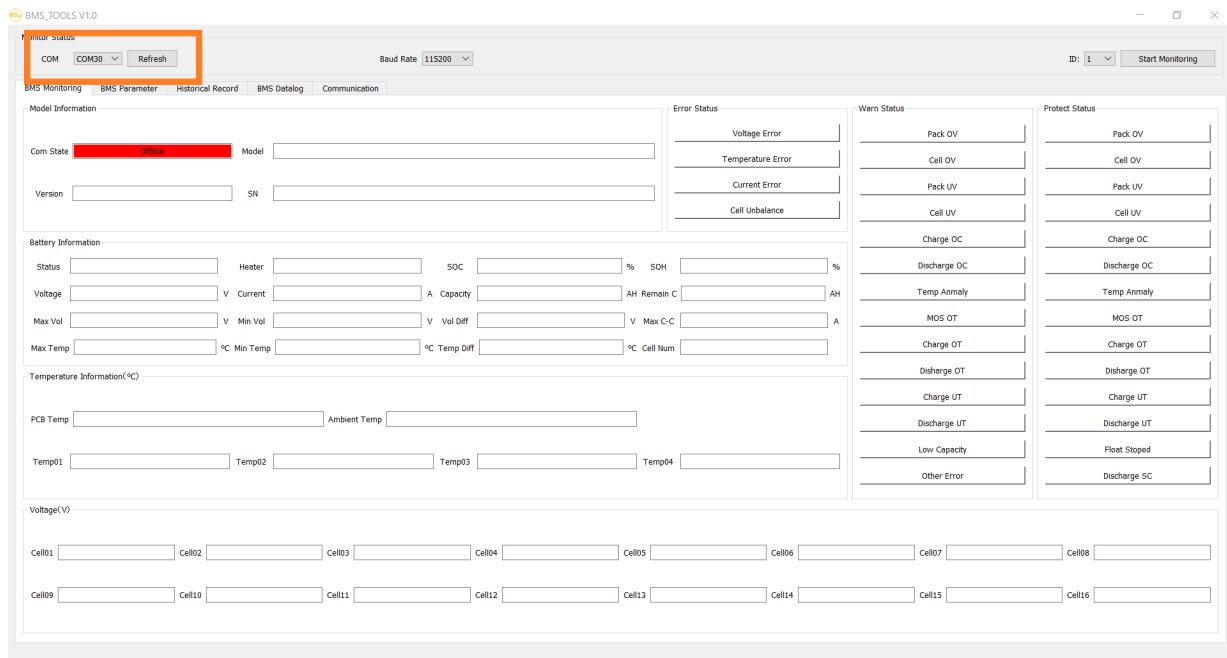 BMS_TOOLS V1.0
Monitor Status
COM COM30 Refresh Baud Rate 115200 ID: 1 Start Monitoring
BMS Monitoring BMS Parameter Historical Record BMS Datalog Communication
Model Information
Com State Offline Model
Version SN
Error Status
Voltage Error
Temperature Error
Current Error
Cell Unbalance
Warn Status
Pack OV
Cell OV
Pack UV
Cell UV
Charge OC
Discharge OC
Temp Anmaly
MOS OT
Charge OT
Disharge OT
Charge UT
Discharge UT
Low Capacity
Other Error
Protect Status
Pack OV
Cell OV
Pack UV
Cell UV
Charge OC
Discharge OC
Temp Anmaly
MOS OT
Charge OT
Disharge OT
Charge UT
Discharge UT
Float Stoped
Discharge SC
Battery Information
Status Heater SOC % SOH %
Voltage V Current A Capacity AH Remain C AH
Max Vol V Min Vol V Vol Diff V Max C-C A
Max Temp ºC Min Temp ºC Temp Diff ºC Cell Num
Temperature Information(ºC)
PCB Temp Ambient Temp
Temp01 Temp02 Temp03 Temp04
Voltage(V)
Cell01 Cell02 Cell03 Cell04 Cell05 Cell06 Cell07 Cell08
Cell09 Cell10 Cell11 Cell12 Cell13 Cell14 Cell15 Cell16